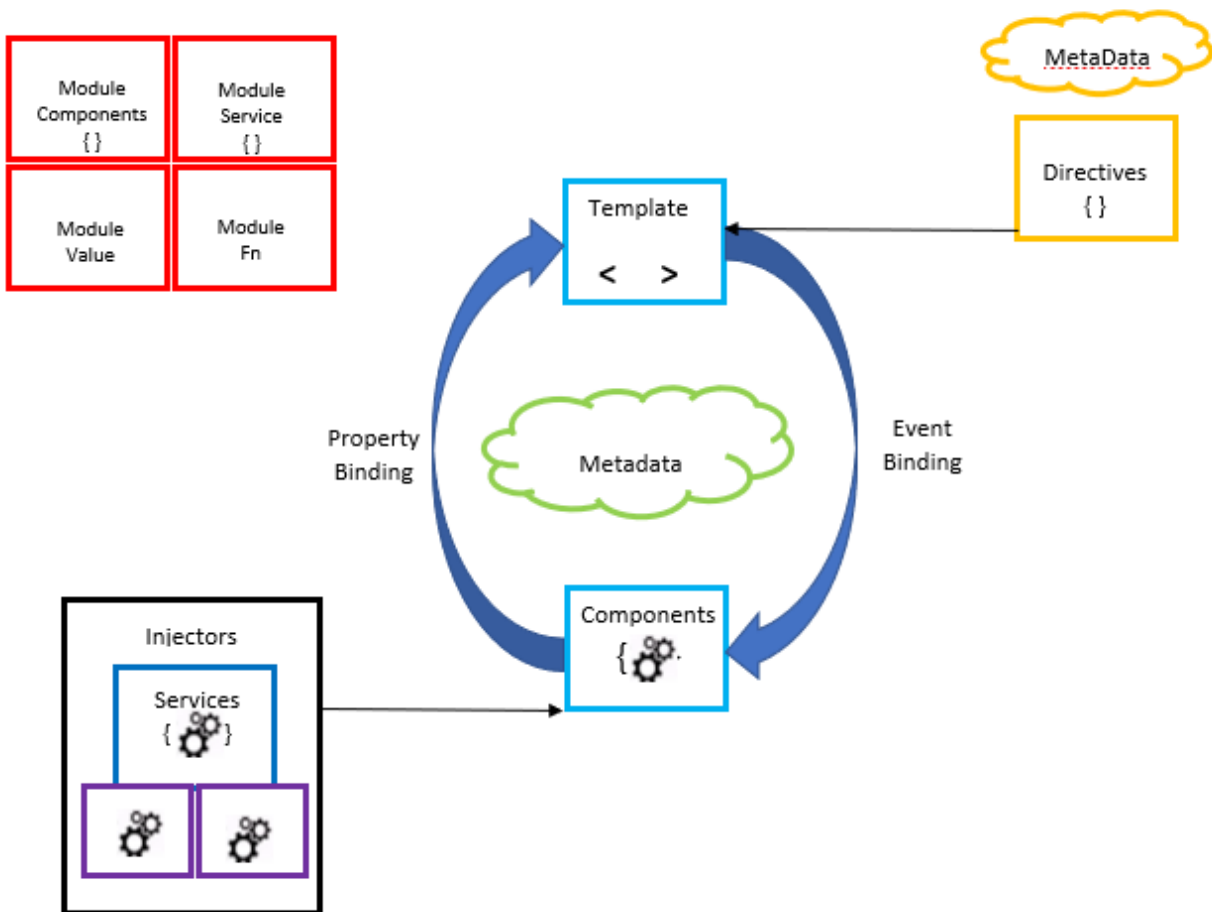 Module
Components
{ }
Module
Service
{ }
Module
Value
Module
Fn
MetaData
Directives
{ }
Template
< >
Property
Binding
Metadata
Event
Binding
Components
{ .
Injectors
Services
{ }